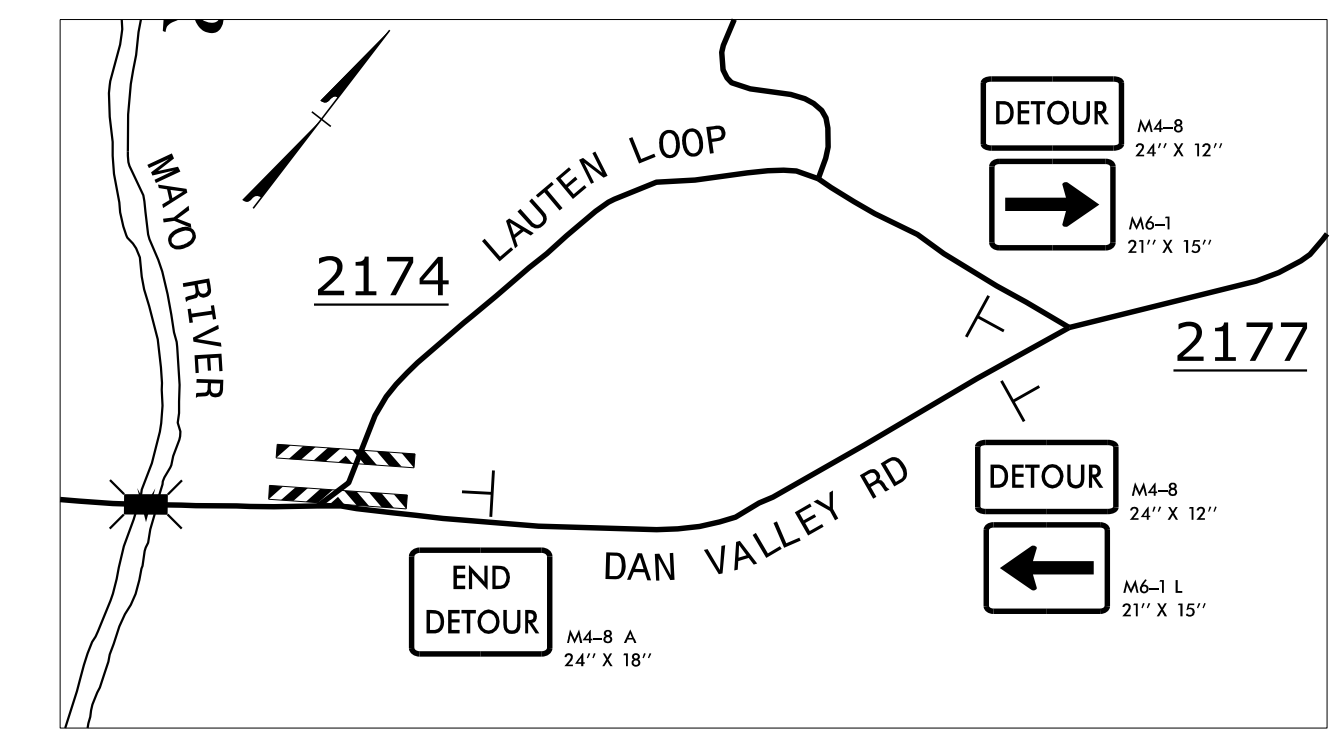 MAYO RIVER
LAUTEN LOOP
2174
DETOUR
M4–8
24'' X 12''
M6–1
21'' X 15''
2177
DETOUR
M4–8
24'' X 12''
M6–1 L
21'' X 15''
DAN VALLEY RD
END
DETOUR
M4–8 A
24'' X 18''